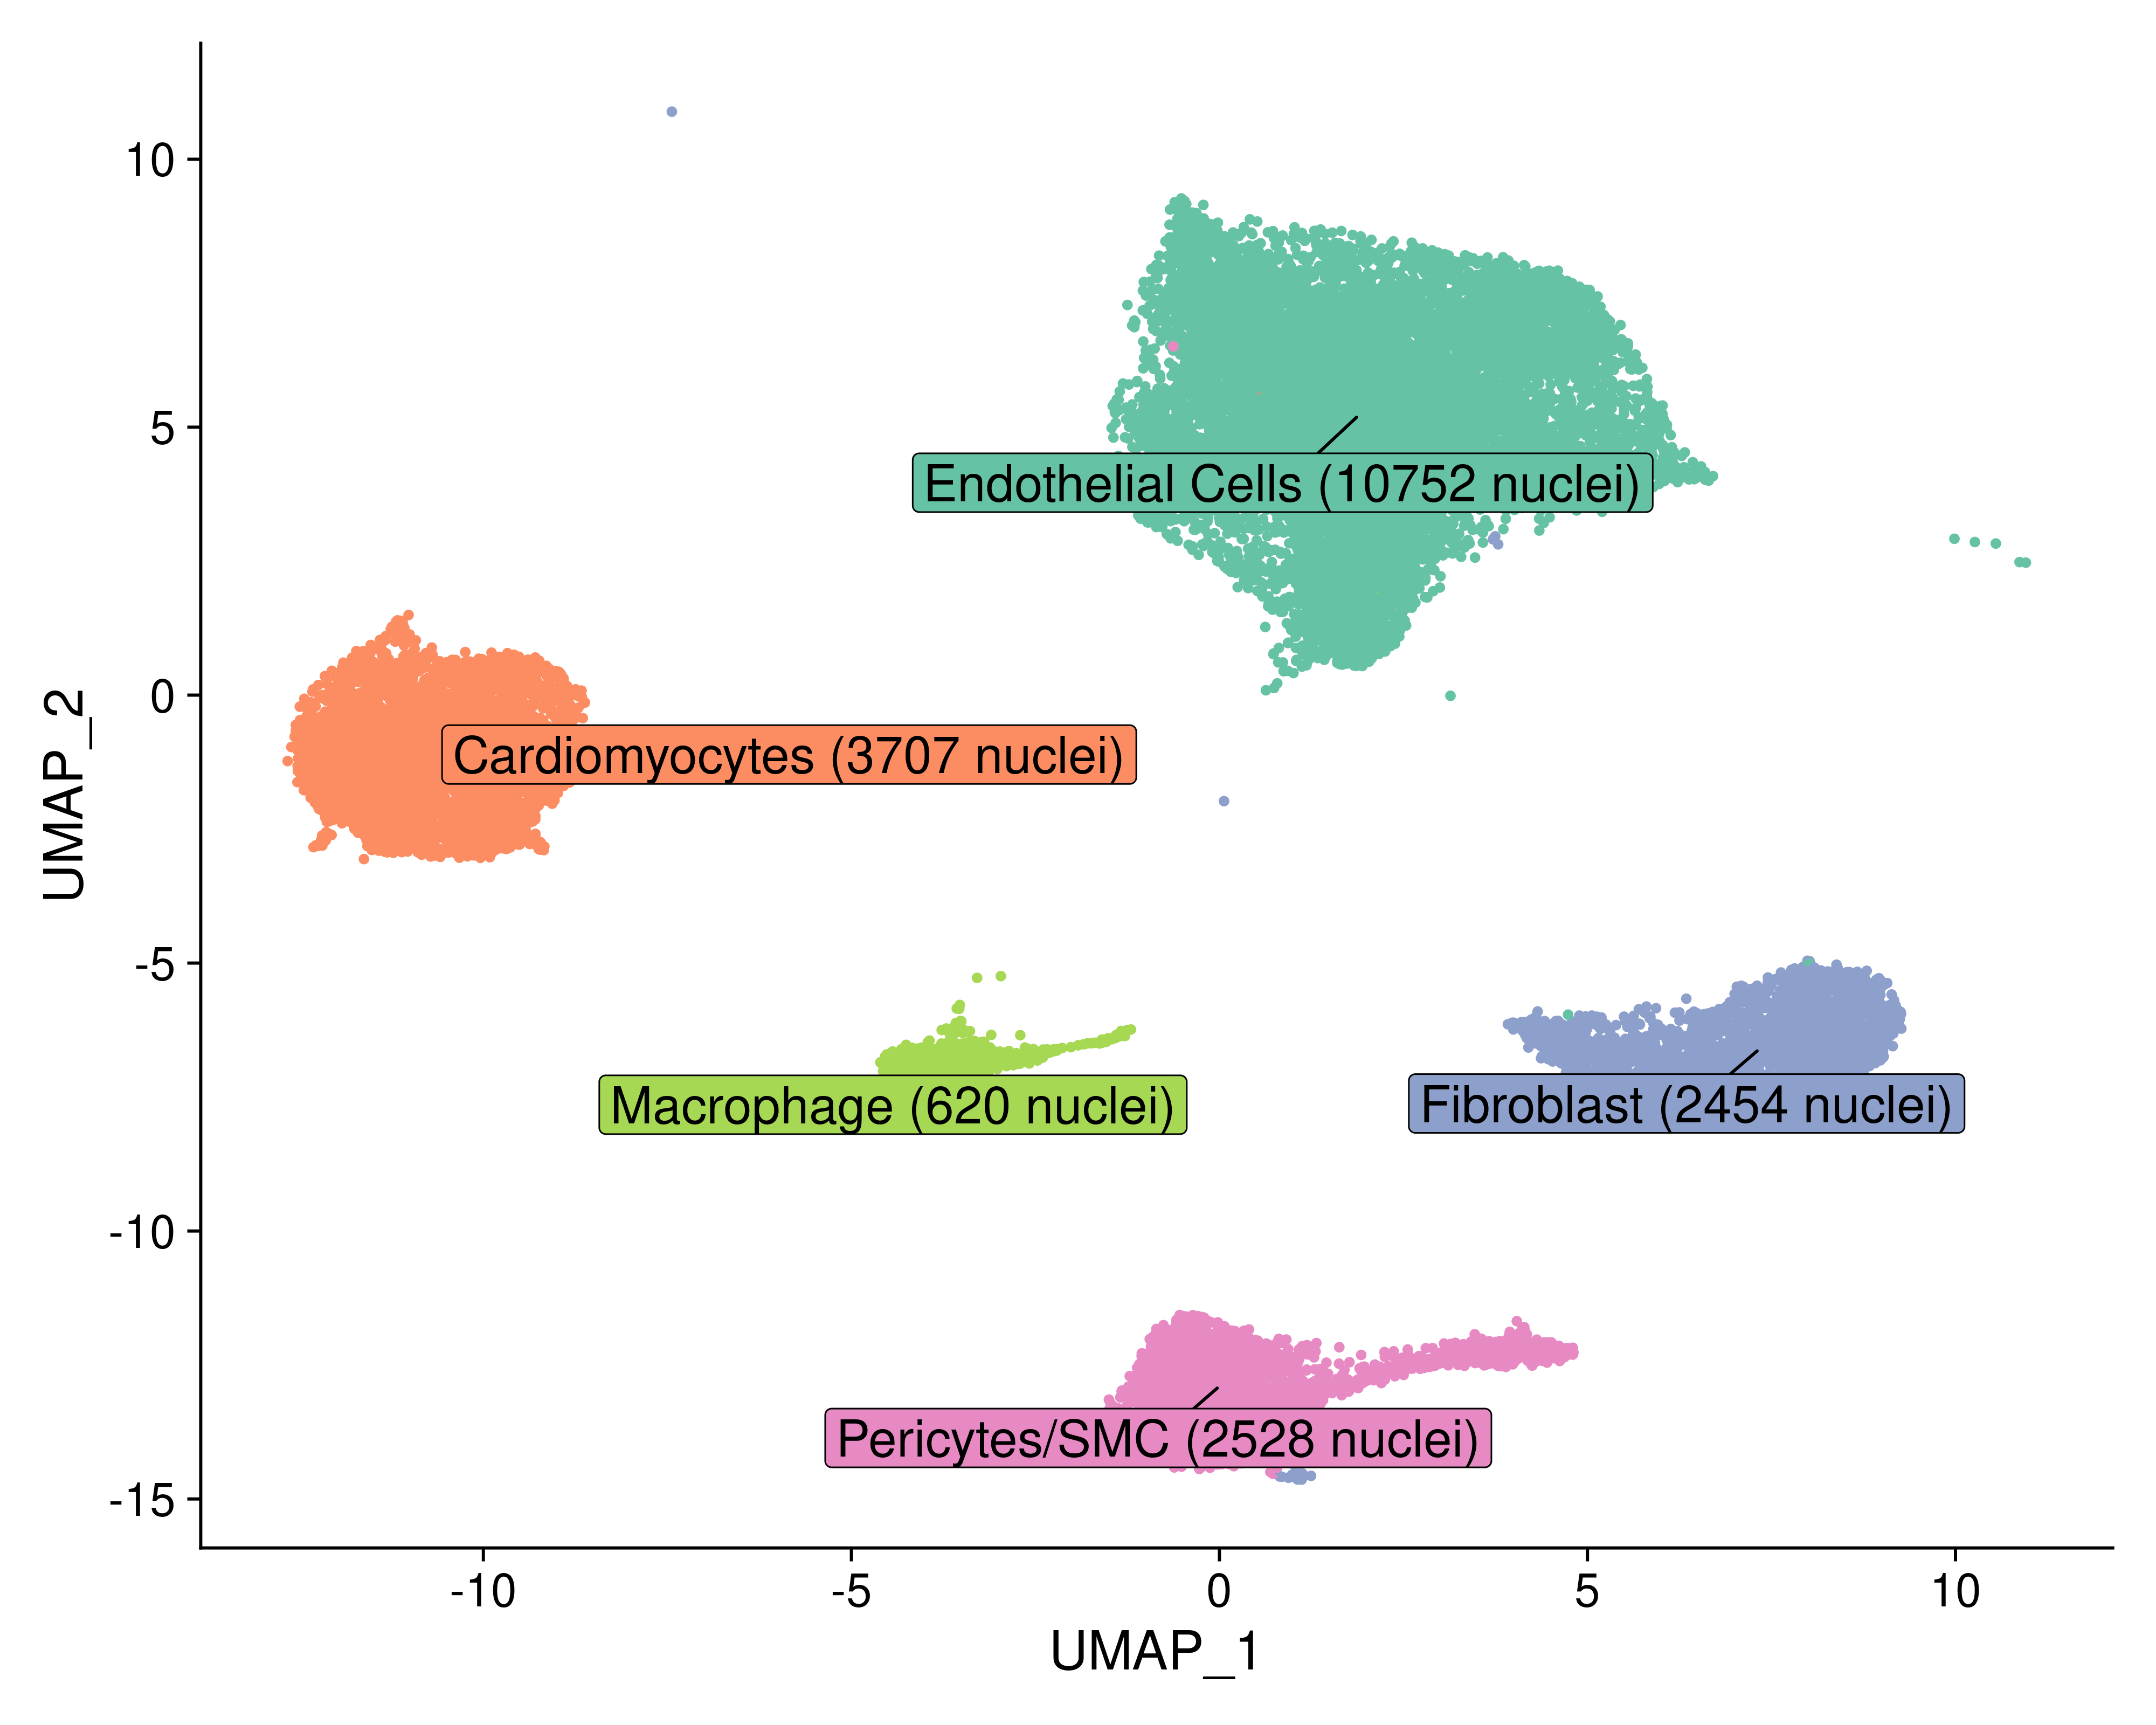 10
5
0
-5
-10
-15
UMAP_2
Endothelial Cells (10752 nuclei)
Cardiomyocytes (3707 nuclei)
Macrophage (620 nuclei)
Fibroblast (2454 nuclei)
Pericytes/SMC (2528 nuclei)
-10 -5 0 5 10
UMAP_1